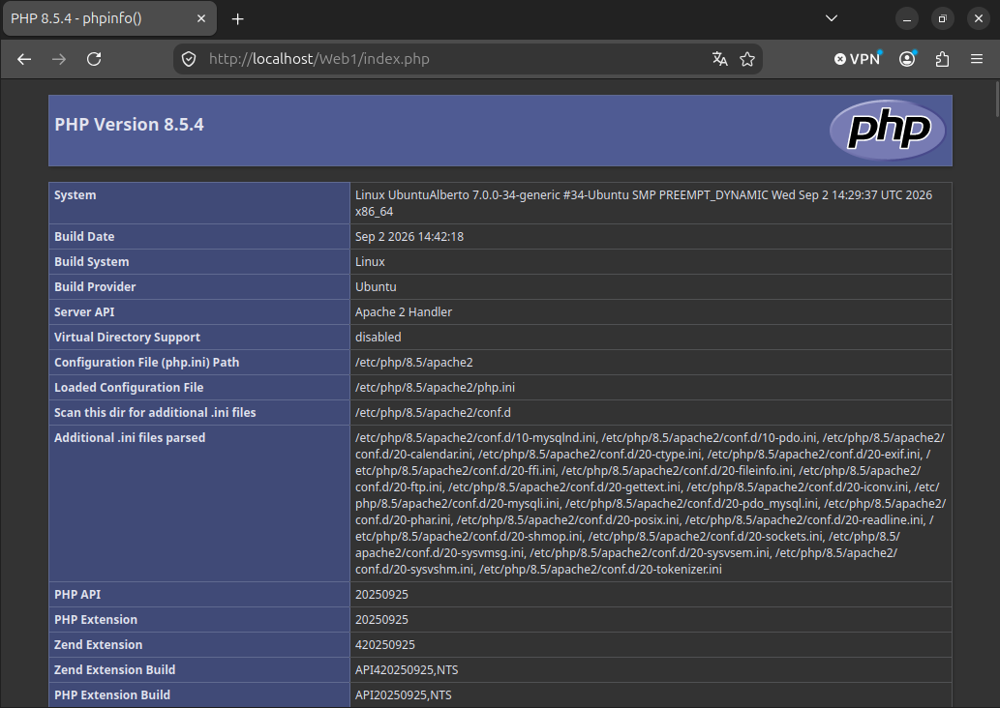 PHP 8.5.4 - phpinfo()
http://localhost/Web1/index.php
VPN
PHP Version 8.5.4
php
System
Linux UbuntuAlberto 7.0.0-34-generic #34-Ubuntu SMP PREEMPT_DYNAMIC Wed Sep 2 14:29:37 UTC 2026
x86_64
Build Date
Sep 2 2026 14:42:18
Build System
Linux
Build Provider
Ubuntu
Server API
Apache 2 Handler
Virtual Directory Support
disabled
Configuration File (php.ini) Path
/etc/php/8.5/apache2
Loaded Configuration File
/etc/php/8.5/apache2/php.ini
Scan this dir for additional .ini files
/etc/php/8.5/apache2/conf.d
Additional .ini files parsed
/etc/php/8.5/apache2/conf.d/10-mysqlnd.ini, /etc/php/8.5/apache2/conf.d/10-pdo.ini, /etc/php/8.5/apache2/
conf.d/20-calendar.ini, /etc/php/8.5/apache2/conf.d/20-ctype.ini, /etc/php/8.5/apache2/conf.d/20-exif.ini, /
etc/php/8.5/apache2/conf.d/20-ffi.ini, /etc/php/8.5/apache2/conf.d/20-fileinfo.ini, /etc/php/8.5/apache2/
conf.d/20-ftp.ini, /etc/php/8.5/apache2/conf.d/20-gettext.ini, /etc/php/8.5/apache2/conf.d/20-iconv.ini, /etc/
php/8.5/apache2/conf.d/20-mysqli.ini, /etc/php/8.5/apache2/conf.d/20-pdo_mysql.ini, /etc/php/8.5/apache2/
conf.d/20-phar.ini, /etc/php/8.5/apache2/conf.d/20-posix.ini, /etc/php/8.5/apache2/conf.d/20-readline.ini, /
etc/php/8.5/apache2/conf.d/20-shmop.ini, /etc/php/8.5/apache2/conf.d/20-sockets.ini, /etc/php/8.5/
apache2/conf.d/20-sysvmsg.ini, /etc/php/8.5/apache2/conf.d/20-sysvsem.ini, /etc/php/8.5/apache2/
conf.d/20-sysvshm.ini, /etc/php/8.5/apache2/conf.d/20-tokenizer.ini
PHP API
20250925
PHP Extension
20250925
Zend Extension
420250925
Zend Extension Build
API420250925,NTS
PHP Extension Build
API20250925,NTS